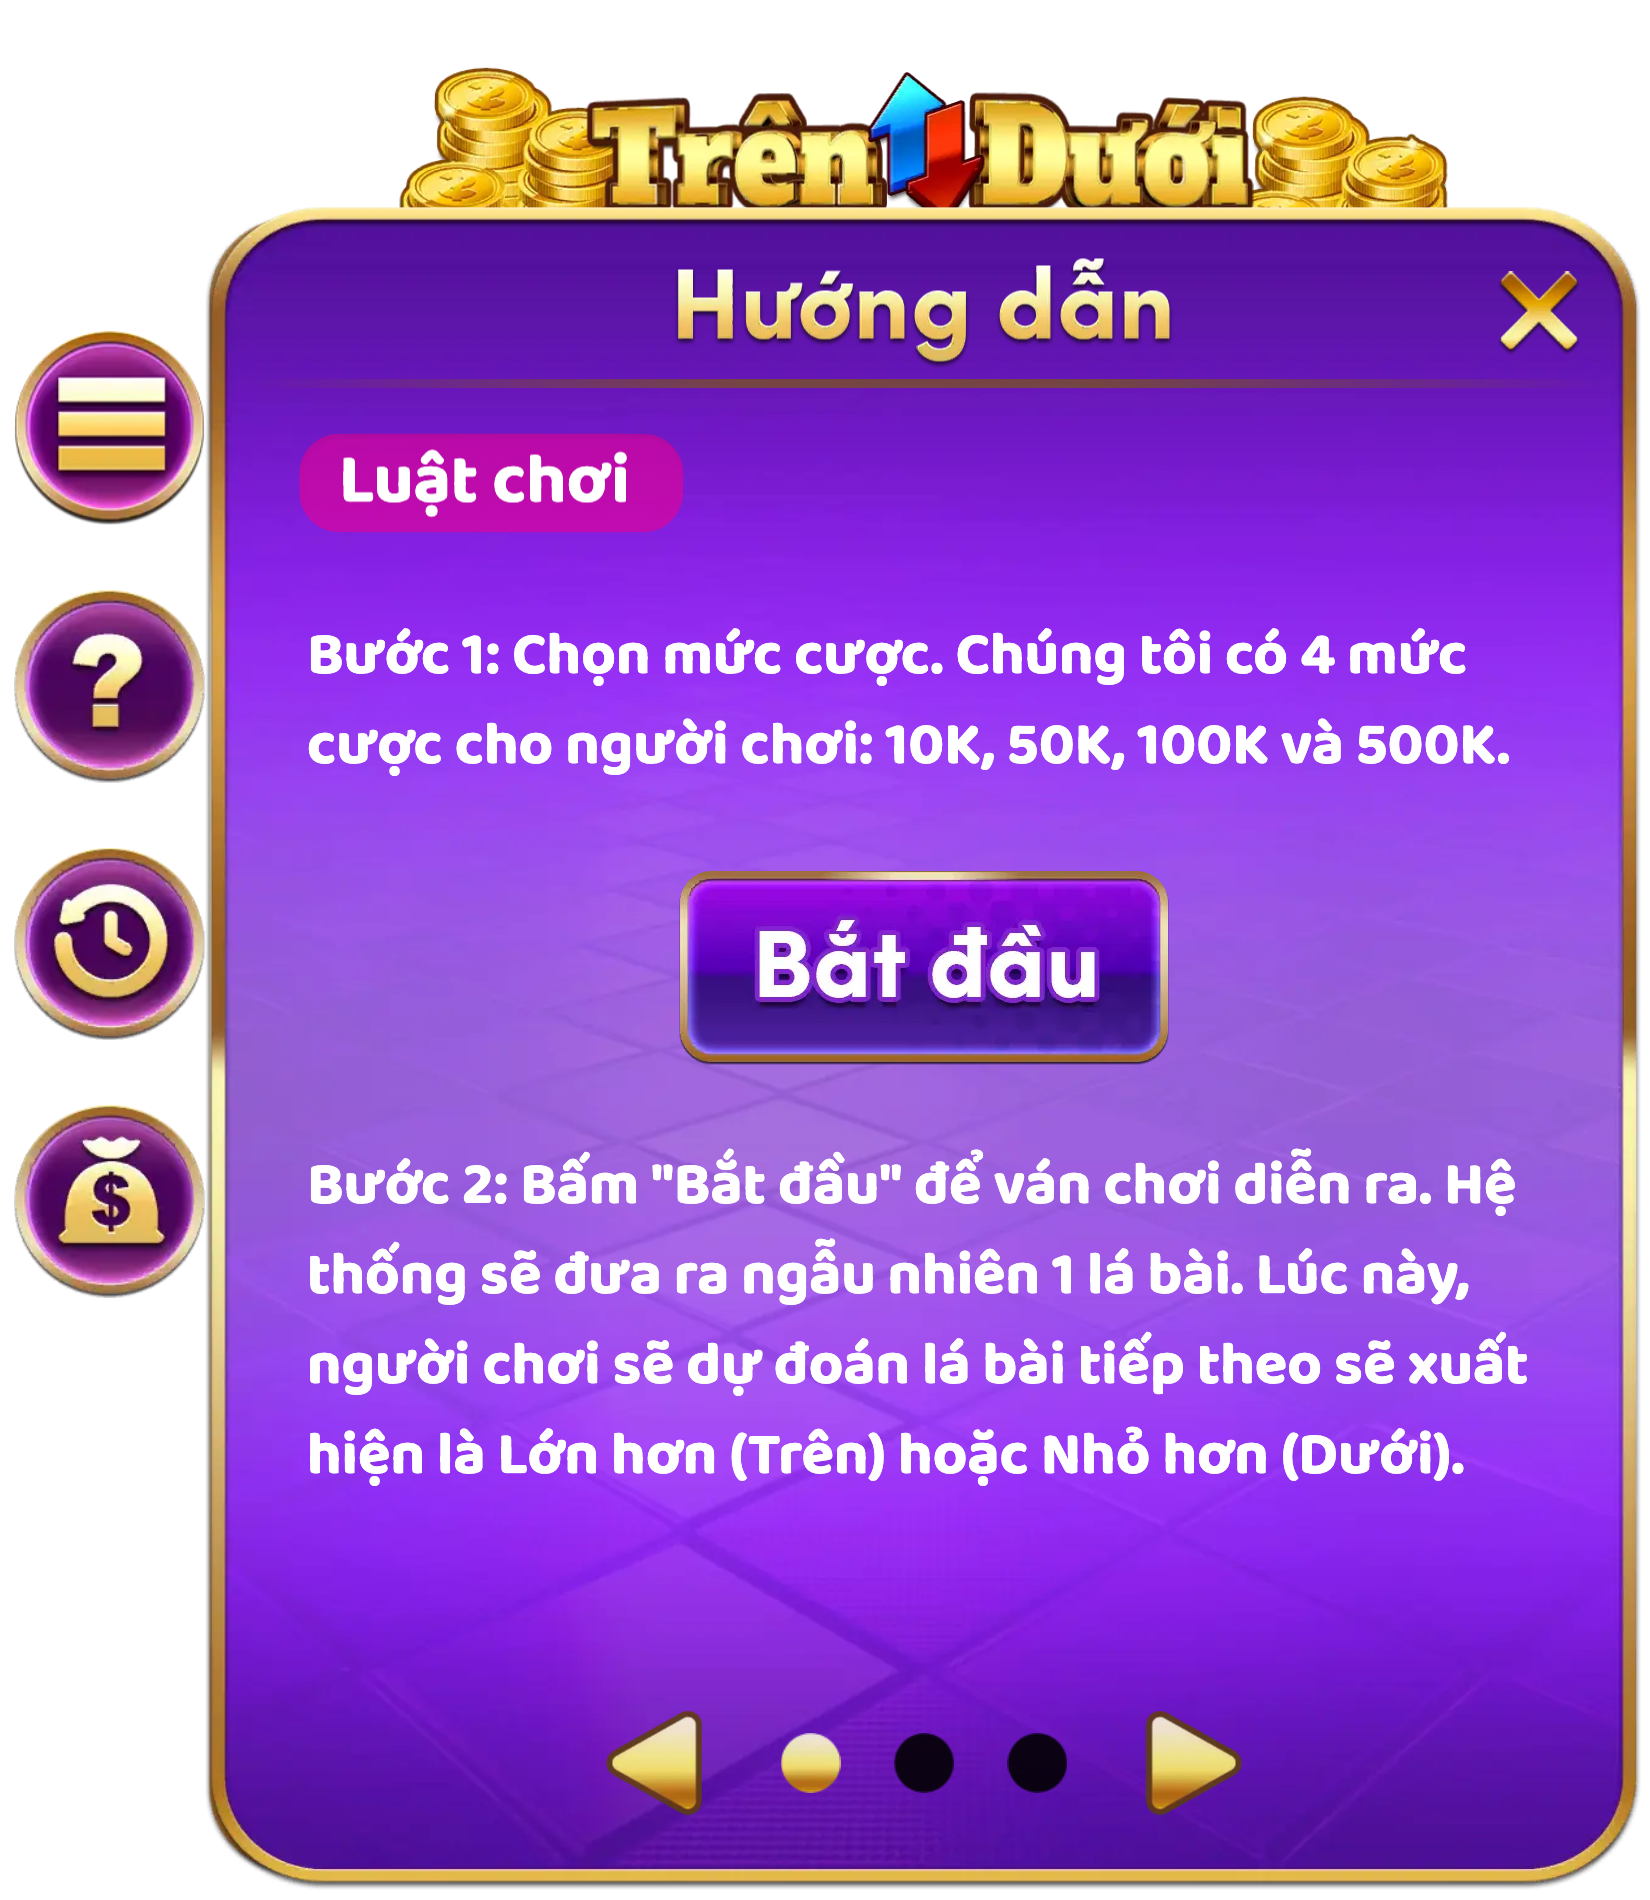 Trên Dưới
Hướng dẫn
Luật chơi
Bước 1: Chọn mức cược. Chúng tôi có 4 mức
cược cho người chơi: 10K, 50K, 100K và 500K.
Bắt đầu
Bước 2: Bấm "Bắt đầu" để ván chơi diễn ra. Hệ
thống sẽ đưa ra ngẫu nhiên 1 lá bài. Lúc này,
người chơi sẽ dự đoán lá bài tiếp theo sẽ xuất
hiện là Lớn hơn (Trên) hoặc Nhỏ hơn (Dưới).